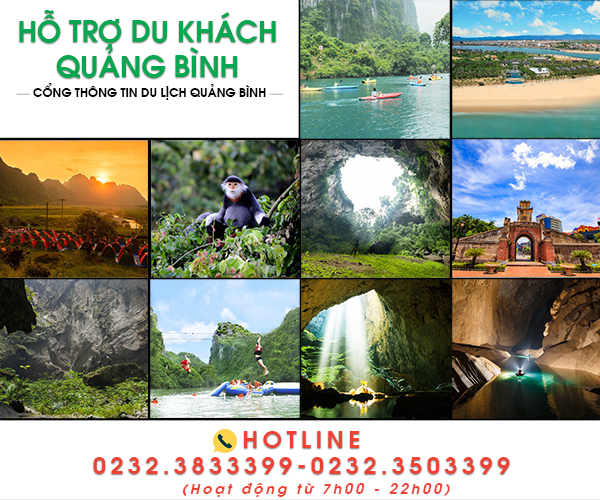 HỖ TRỢ DU KHÁCH
QUẢNG BÌNH
CỔNG THÔNG TIN DU LỊCH QUẢNG BÌNH
HOTLINE
0232.3833399-0232.3503399
(Hoạt động từ 7h00 - 22h00)